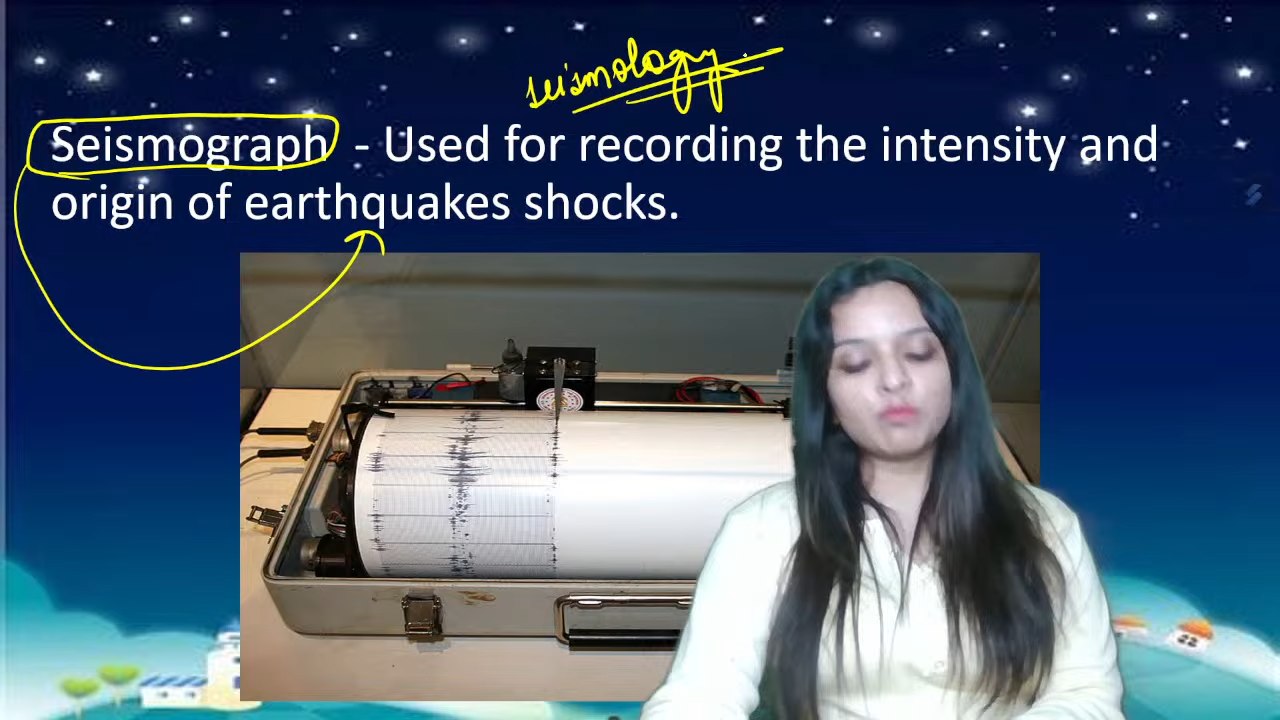 seismology
Seismograph - Used for recording the intensity and
origin of earthquakes shocks.